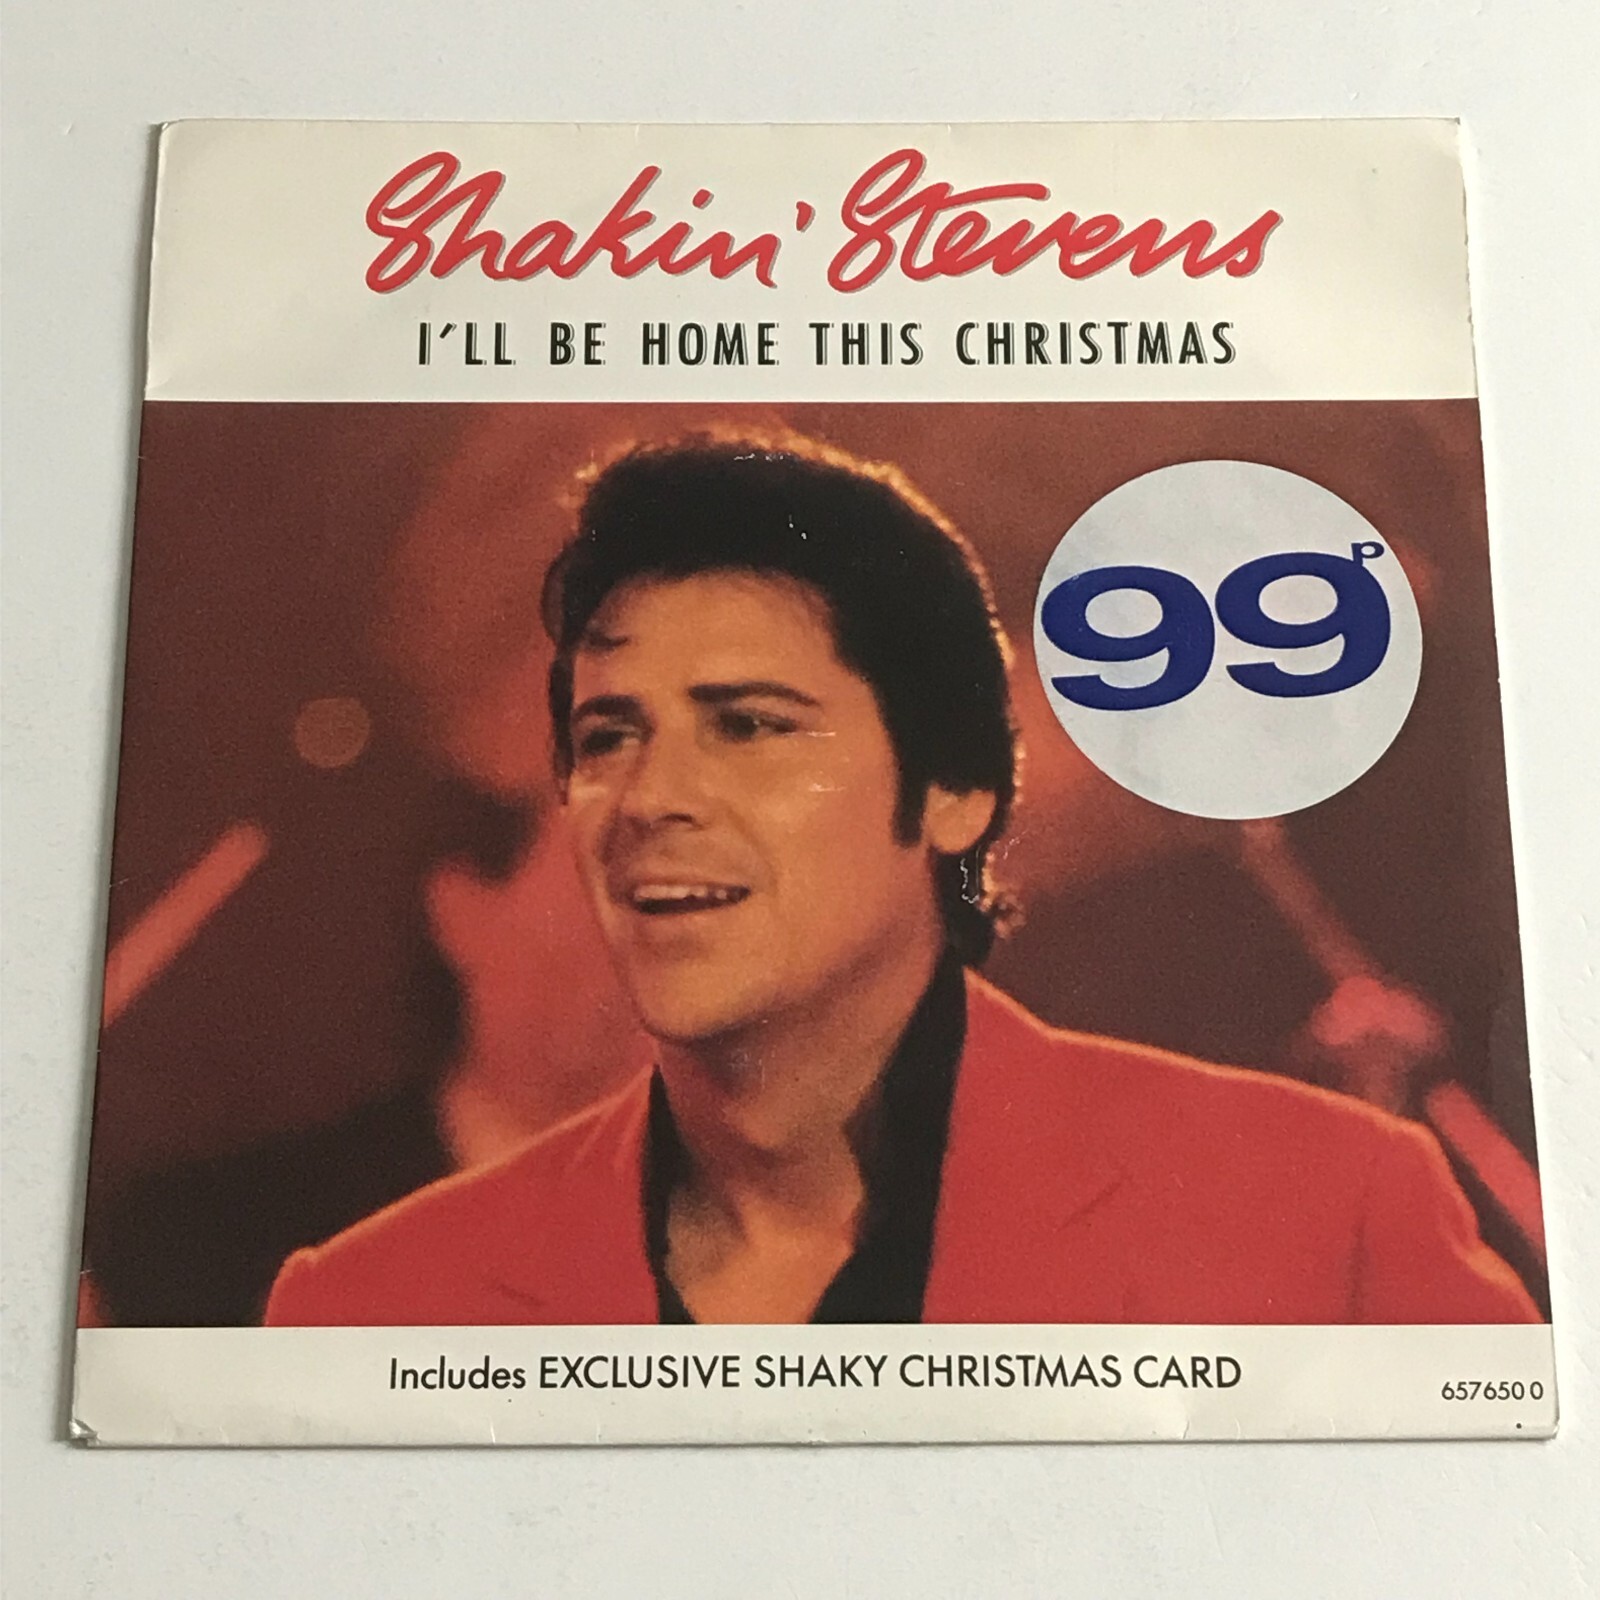 Shakin' Stevens
I'LL BE HOME THIS CHRISTMAS
99p
Includes EXCLUSIVE SHAKY CHRISTMAS CARD
657650 0